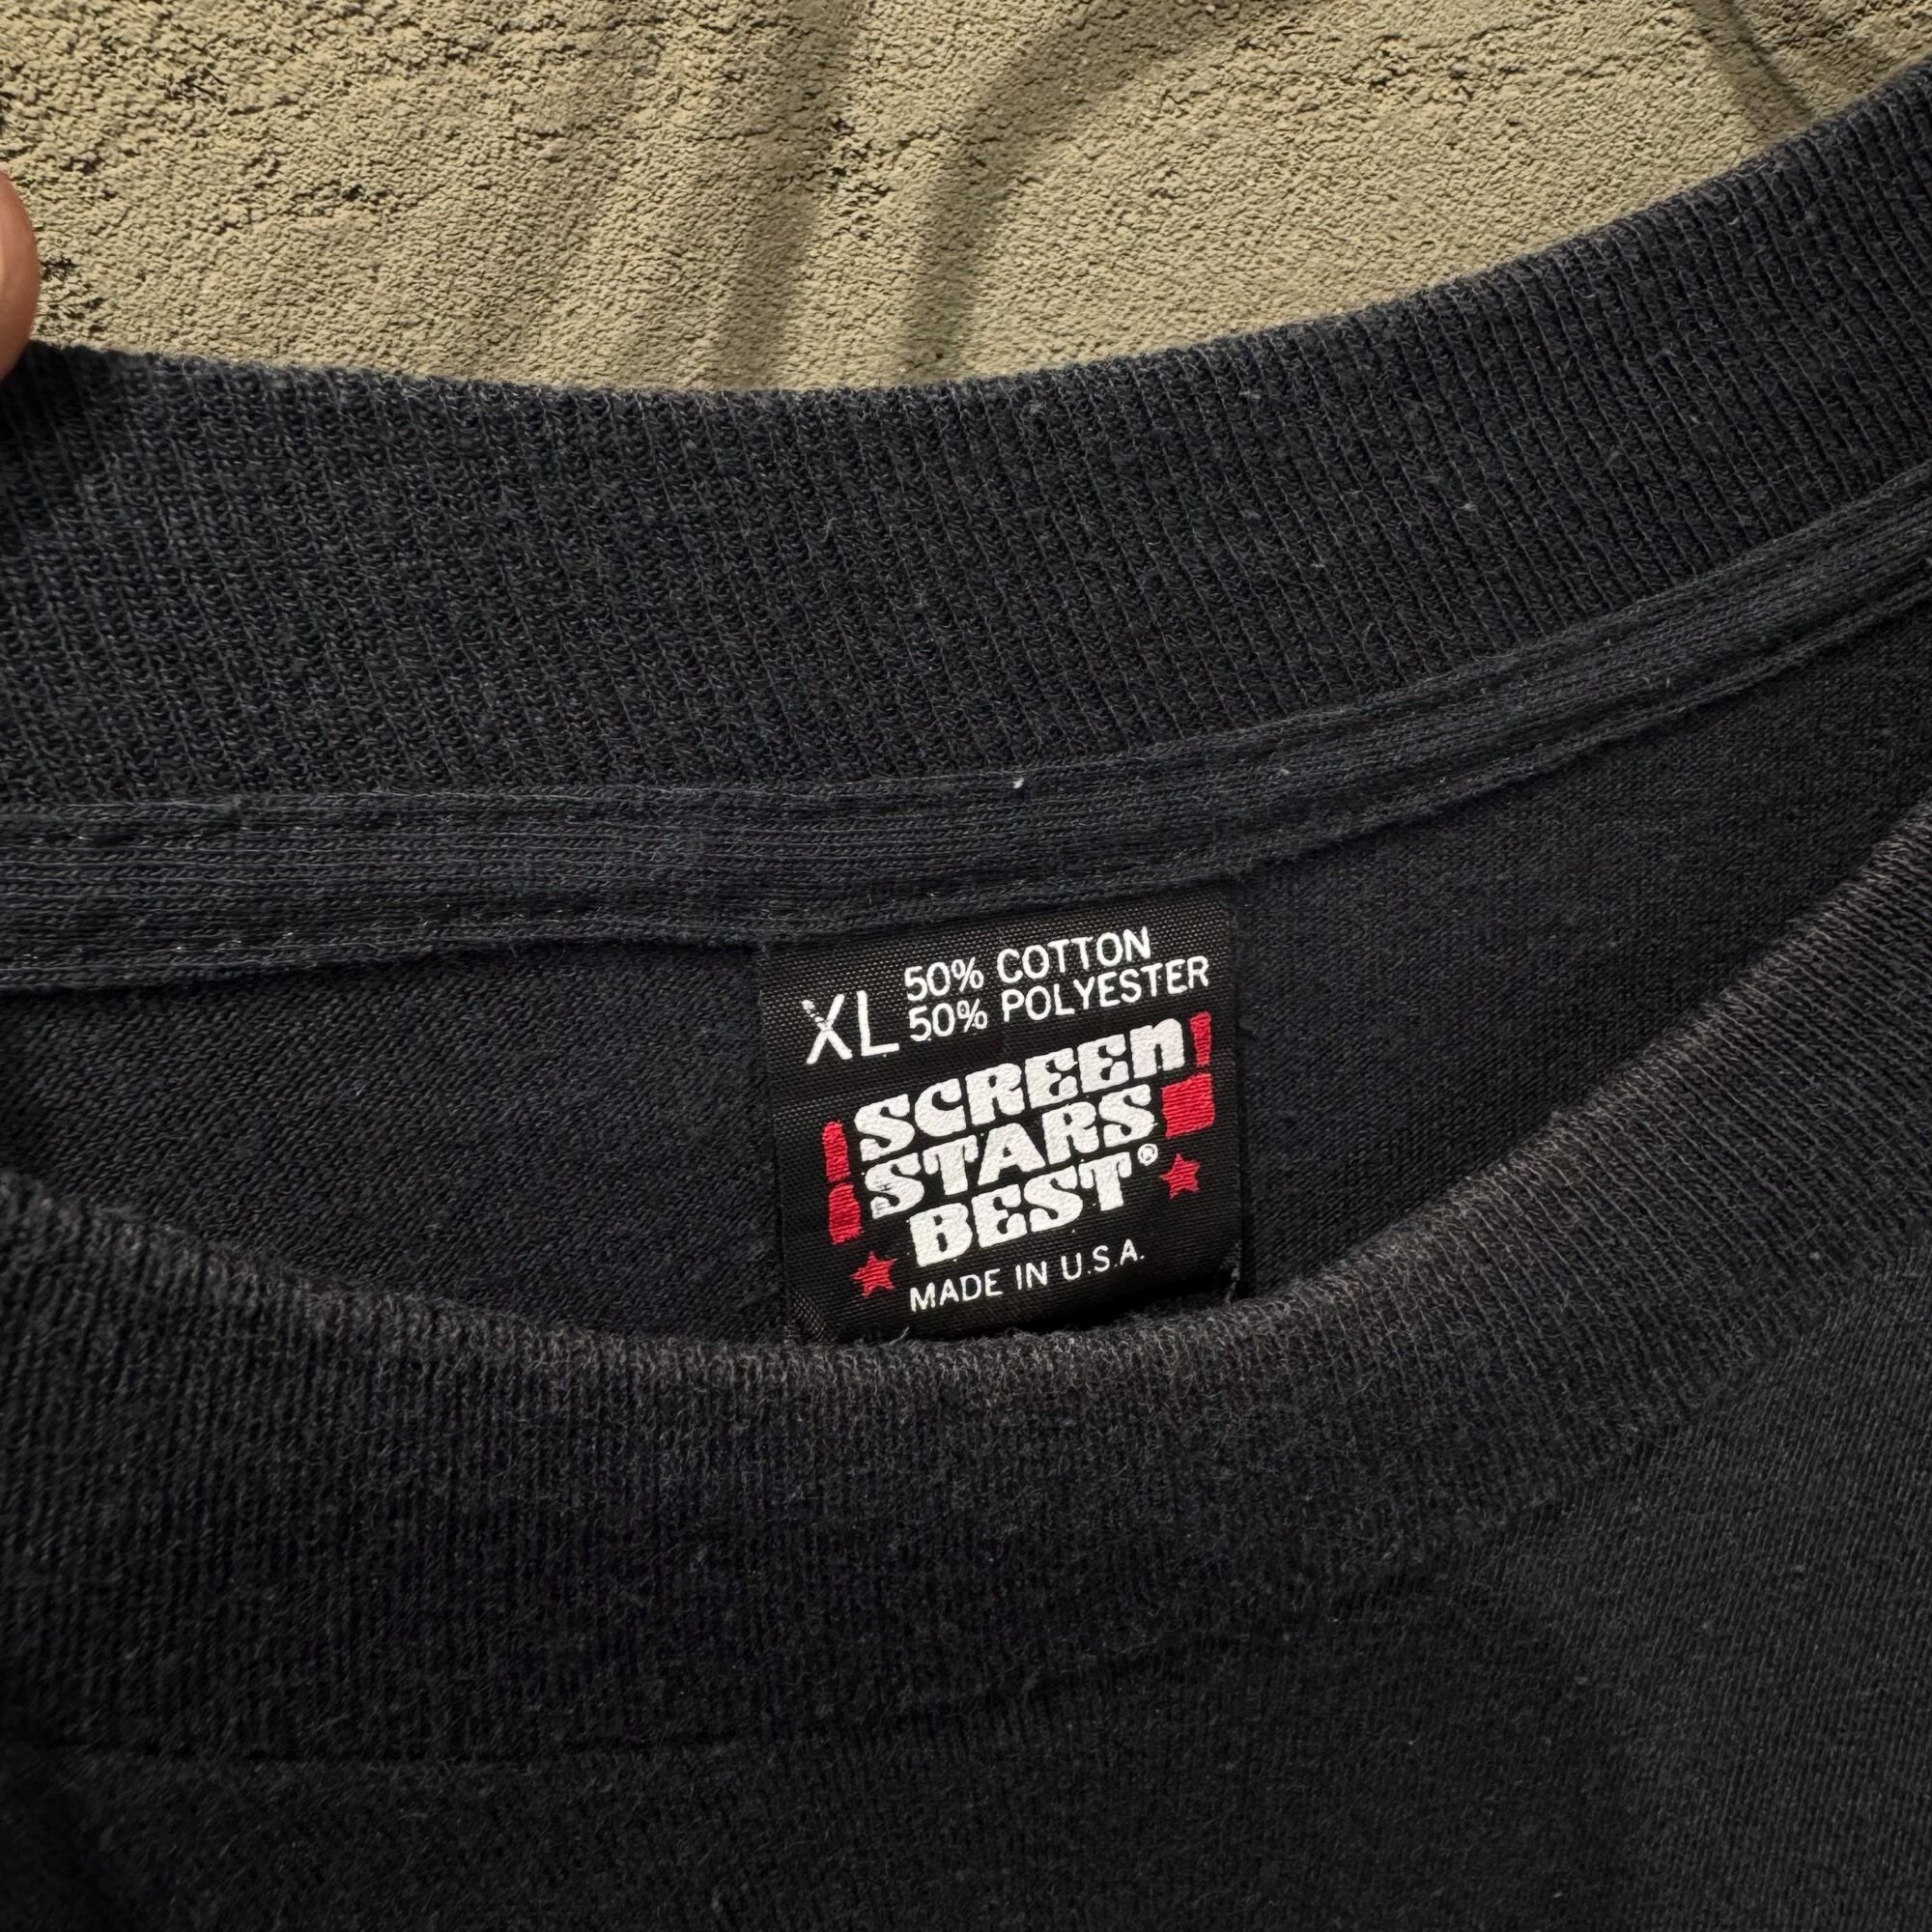 XL 50% COTTON
50% POLYESTER
SCREEN
STARS
BEST®
MADE IN U.S.A.